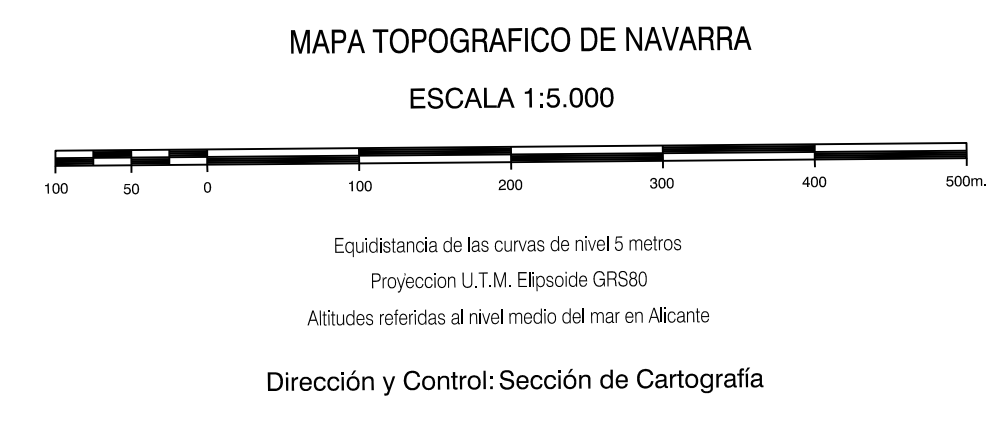 MAPA TOPOGRAFICO DE NAVARRA
ESCALA 1:5.000
100 50 0 100 200 300 400 500m.
Equidistancia de las curvas de nivel 5 metros
Proyeccion U.T.M. Elipsoide GRS80
Altitudes referidas al nivel medio del mar en Alicante
Dirección y Control: Sección de Cartografía